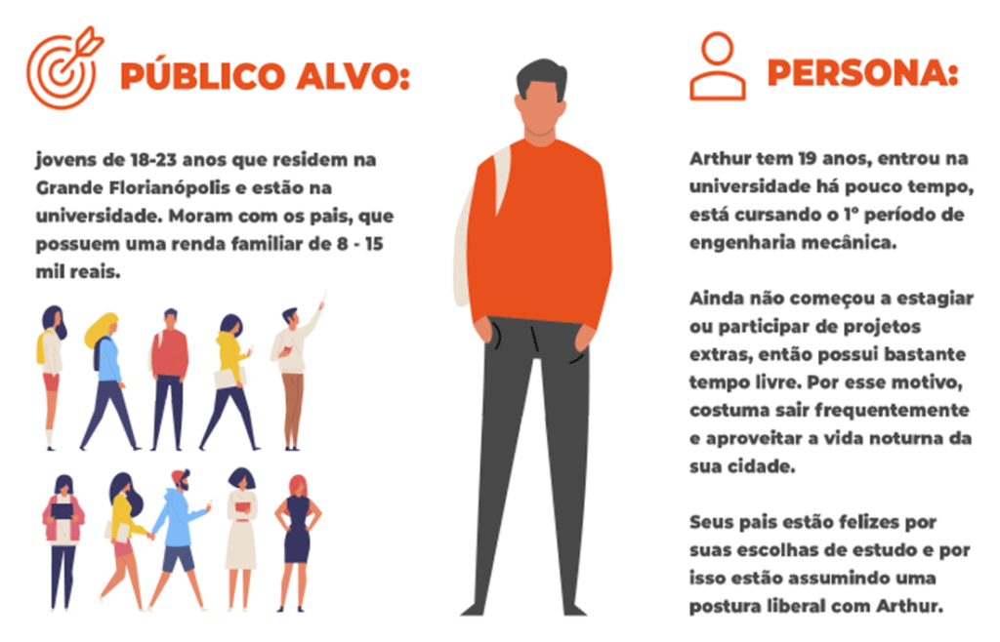 PÚBLICO ALVO:
jovens de 18-23 anos que residem na
Grande Florianópolis e estão na
universidade. Moram com os pais, que
possuem uma renda familiar de 8 - 15
mil reais.
PERSONA:
Arthur tem 19 anos, entrou na
universidade há pouco tempo,
está cursando o 1º período de
engenharia mecânica.
Ainda não começou a estagiar
ou participar de projetos
extras, então possui bastante
tempo livre. Por esse motivo,
costuma sair frequentemente
e aproveitar a vida noturna da
sua cidade.
Seus pais estão felizes por
suas escolhas de estudo e por
isso estão assumindo uma
postura liberal com Arthur.